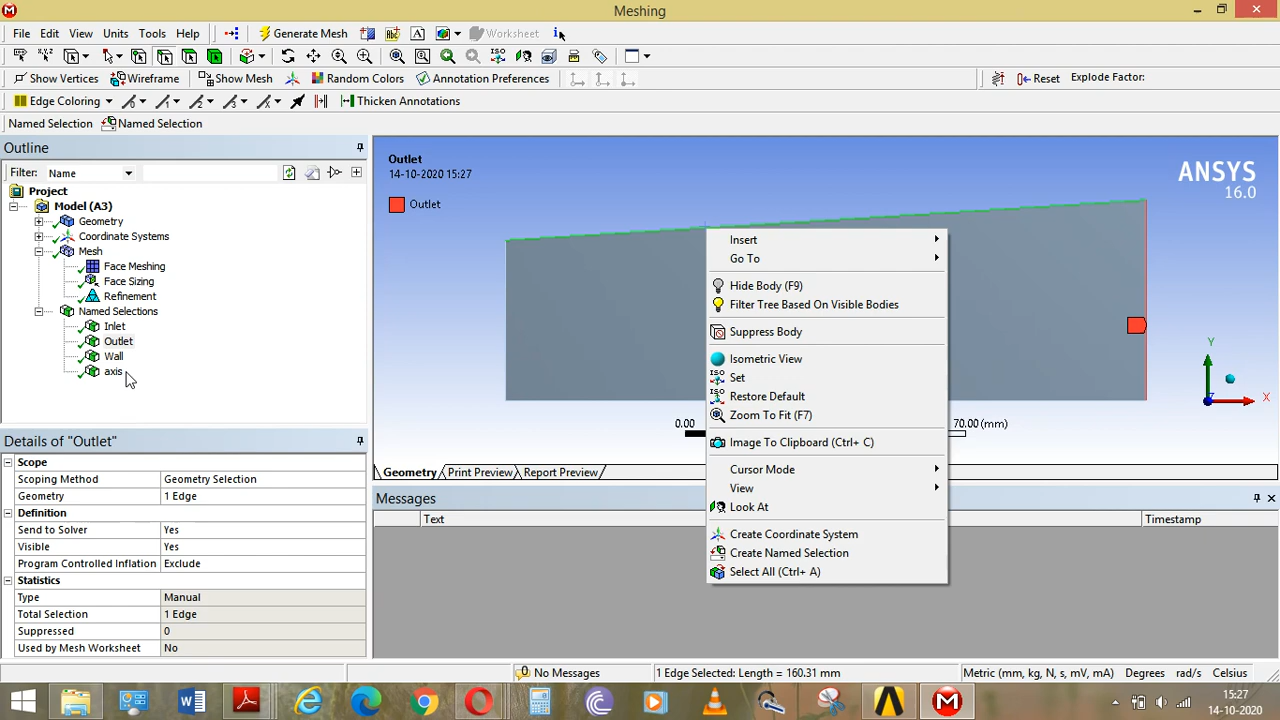 Meshing
File Edit View Units Tools Help Generate Mesh A Worksheet i
Show Vertices Wireframe Show Mesh Random Colors Annotation Preferences Reset Explode Factor:
Edge Coloring Thicken Annotations
Named Selection Named Selection
Outline
Filter: Name
Project
Model (A3)
Geometry
Coordinate Systems
Mesh
Face Meshing
Face Sizing
Refinement
Named Selections
Inlet
Outlet
Wall
axis
Details of "Outlet"
Scope
Scoping Method Geometry Selection
Geometry 1 Edge
Definition
Send to Solver Yes
Visible Yes
Program Controlled Inflation Exclude
Statistics
Type Manual
Total Selection 1 Edge
Suppressed 0
Used by Mesh Worksheet No
Outlet
14-10-2020 15:27
Outlet
ANSYS
16.0
Insert
Go To
Hide Body (F9)
Filter Tree Based On Visible Bodies
Suppress Body
Isometric View
ISO Set
ISO Restore Default
Zoom To Fit (F7)
Image To Clipboard (Ctrl+ C)
Cursor Mode
View
Look At
Create Coordinate System
Create Named Selection
Select All (Ctrl+ A)
Y
X
0.00
70.00 (mm)
Geometry Print Preview Report Preview
Messages
Text Timestamp
No Messages 1 Edge Selected: Length = 160.31 mm Metric (mm, kg, N, s, mV, mA) Degrees rad/s Celsius
15:27
14-10-2020